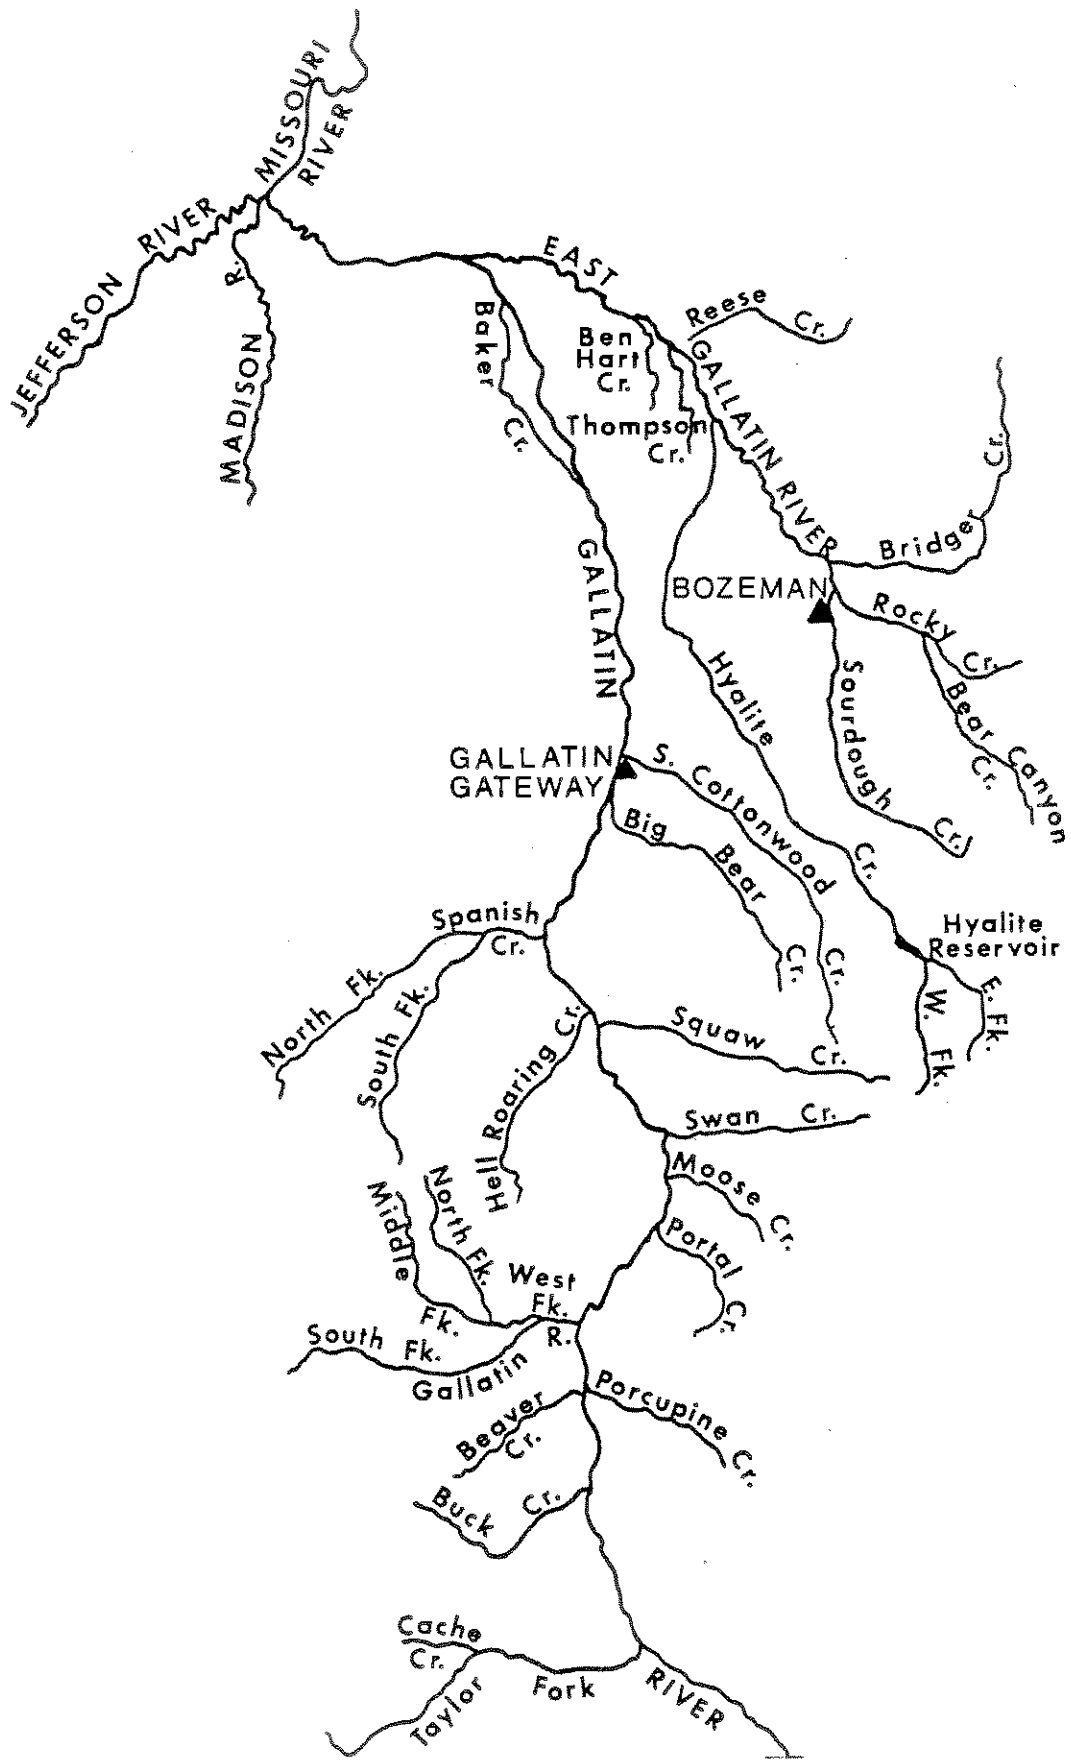 MISSOURI
RIVER
JEFFERSON RIVER
MADISON R.
EAST GALLATIN RIVER
Reese Cr.
Baker Cr.
Ben
Hart
Cr.
Thompson
Cr.
Bridger Cr.
BOZEMAN
Rocky Cr.
Bear Canyon
Cr.
Sourdough Cr.
Hyalite Cr.
Hyalite
Reservoir
E. Fk.
W. Fk.
GALLATIN
GALLATIN
GATEWAY
S. Cottonwood Cr.
Big Bear Cr.
Spanish
Cr.
North Fk.
South Fk.
Hell Roaring Cr.
Squaw Cr.
Swan Cr.
Moose Cr.
Portal Cr.
Middle Fk.
North Fk.
West
Fk.
R.
South Fk.
Gallatin
Beaver
Cr.
Porcupine Cr.
Buck Cr.
Cache
Cr.
Taylor Fork
RIVER